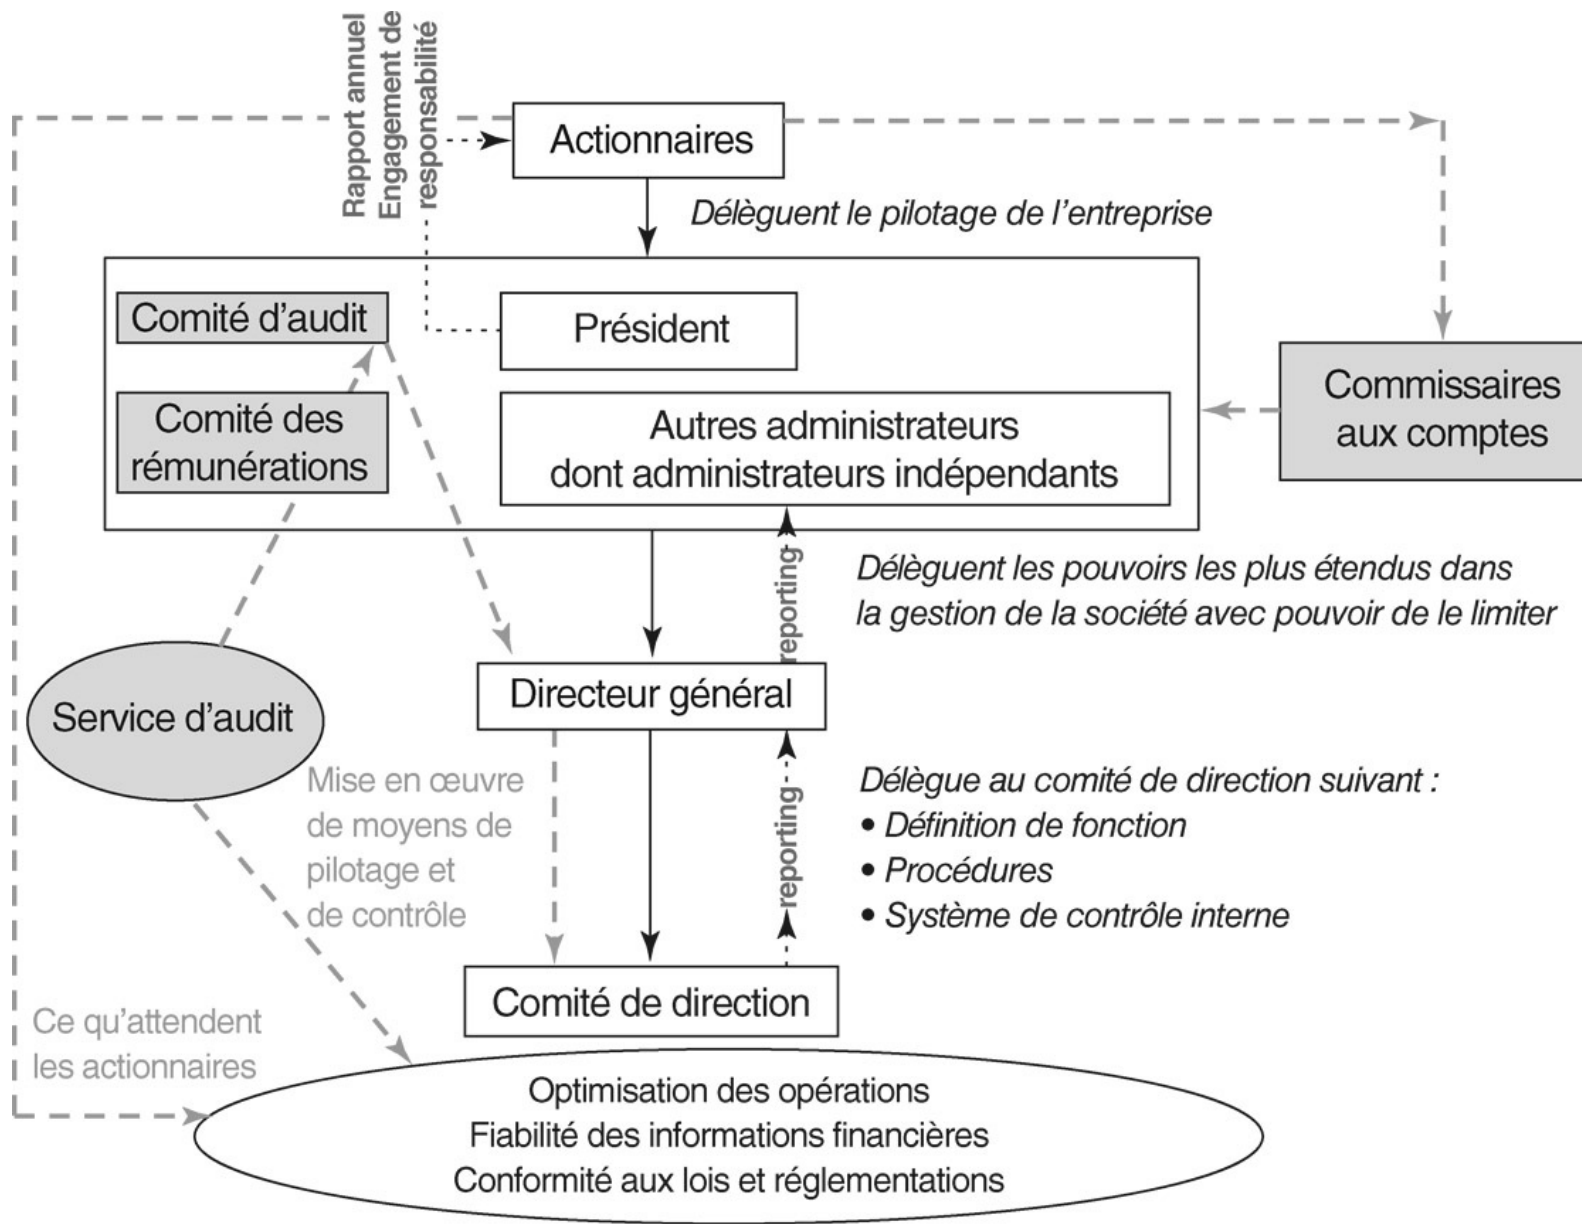 Rapport annuel
Engagement de
responsabilité
Actionnaires
Délèguent le pilotage de l’entreprise
Comité d’audit
Président
Comité des
rémunérations
Autres administrateurs
dont administrateurs indépendants
Commissaires
aux comptes
reporting
Délèguent les pouvoirs les plus étendus dans
la gestion de la société avec pouvoir de le limiter
Directeur général
Service d’audit
Mise en œuvre
de moyens de
pilotage et
de contrôle
reporting
Délègue au comité de direction suivant :
• Définition de fonction
• Procédures
• Système de contrôle interne
Comité de direction
Ce qu’attendent
les actionnaires
Optimisation des opérations
Fiabilité des informations financières
Conformité aux lois et réglementations